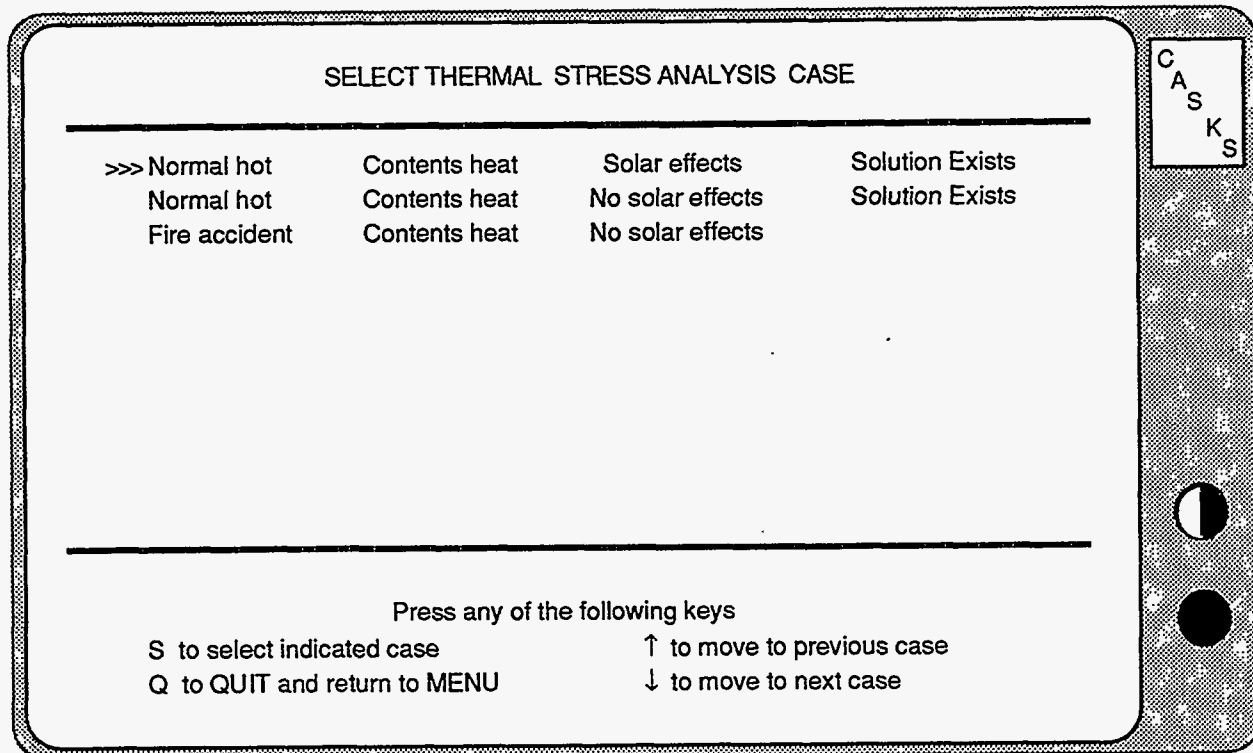 SELECT THERMAL STRESS ANALYSIS CASE
CASKS
>>> Normal hot Contents heat Solar effects Solution Exists
Normal hot Contents heat No solar effects Solution Exists
Fire accident Contents heat No solar effects
Press any of the following keys
S to select indicated case ↑ to move to previous case
Q to QUIT and return to MENU ↓ to move to next case